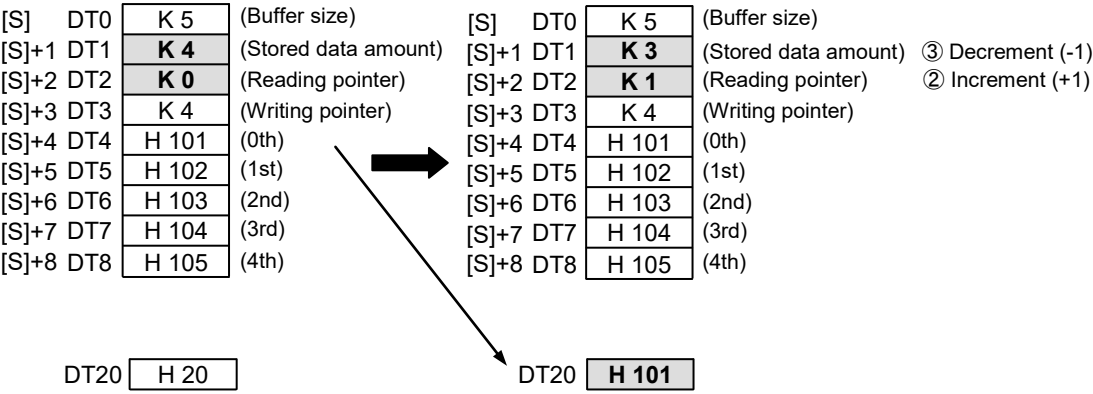 [S] DT0 K 5 (Buffer size) [S] DT0 K 5 (Buffer size)
[S]+1 DT1 K 4 (Stored data amount) [S]+1 DT1 K 3 (Stored data amount) ③ Decrement (-1)
[S]+2 DT2 K 0 (Reading pointer) [S]+2 DT2 K 1 (Reading pointer) ② Increment (+1)
[S]+3 DT3 K 4 (Writing pointer) [S]+3 DT3 K 4 (Writing pointer)
[S]+4 DT4 H 101 (0th) [S]+4 DT4 H 101 (0th)
[S]+5 DT5 H 102 (1st) [S]+5 DT5 H 102 (1st)
[S]+6 DT6 H 103 (2nd) [S]+6 DT6 H 103 (2nd)
[S]+7 DT7 H 104 (3rd) [S]+7 DT7 H 104 (3rd)
[S]+8 DT8 H 105 (4th) [S]+8 DT8 H 105 (4th)
DT20 H 20 DT20 H 101